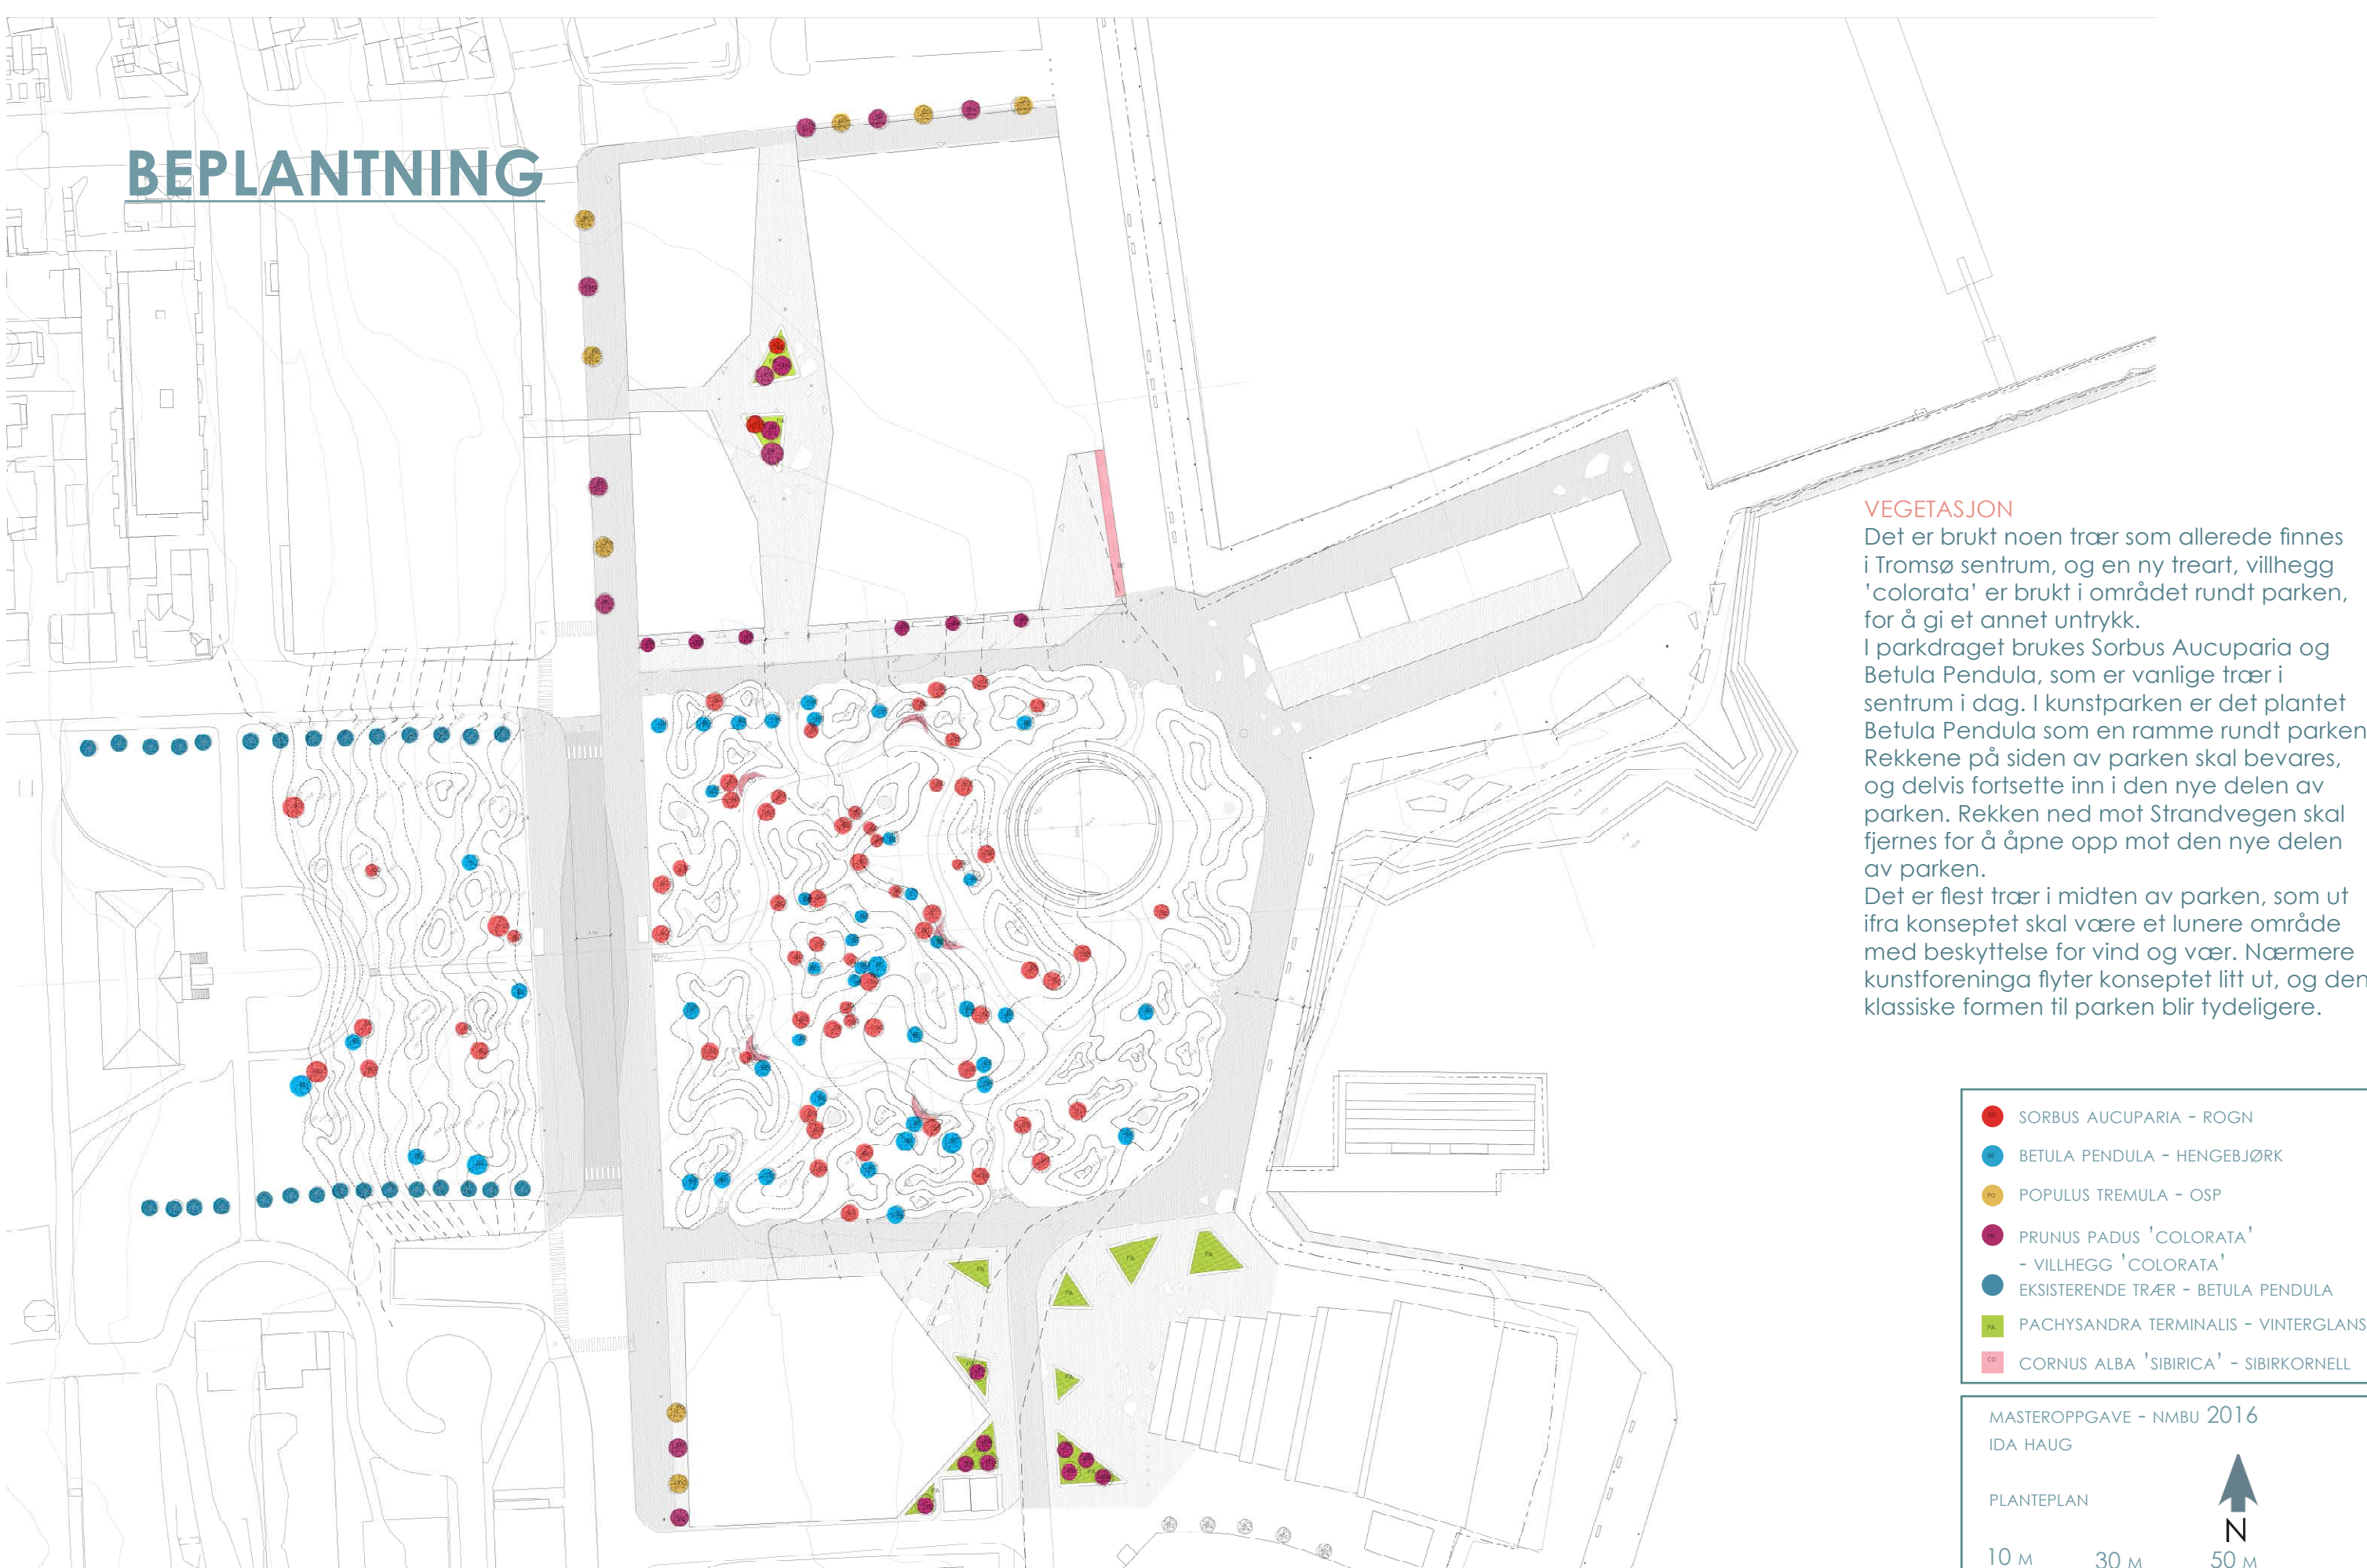 BEPLANTNING
VEGETASJON
Det er brukt noen trær som allerede finnes
i Tromsø sentrum, og en ny treart, villhegg
'colorata' er brukt i området rundt parken,
for å gi et annet untrykk.
I parkdraget brukes Sorbus Aucuparia og
Betula Pendula, som er vanlige trær i
sentrum i dag. I kunstparken er det plantet
Betula Pendula som en ramme rundt parken
Rekkene på siden av parken skal bevares,
og delvis fortsette inn i den nye delen av
parken. Rekken ned mot Strandvegen skal
fjernes for å åpne opp mot den nye delen
av parken.
Det er flest trær i midten av parken, som ut
ifra konseptet skal være et lunere område
med beskyttelse for vind og vær. Nærmere
kunstforeninga flyter konseptet litt ut, og den
klassiske formen til parken blir tydeligere.
SORBUS AUCUPARIA - ROGN
BETULA PENDULA - HENGEBJØRK
PO POPULUS TREMULA - OSP
PRUNUS PADUS 'COLORATA'
- VILLHEGG 'COLORATA'
EKSISTERENDE TRÆR - BETULA PENDULA
PA PACHYSANDRA TERMINALIS - VINTERGLANS
CO CORNUS ALBA 'SIBIRICA' - SIBIRKORNELL
MASTEROPPGAVE - NMBU 2016
IDA HAUG
PLANTEPLAN
N
10 M 30 M 50 M